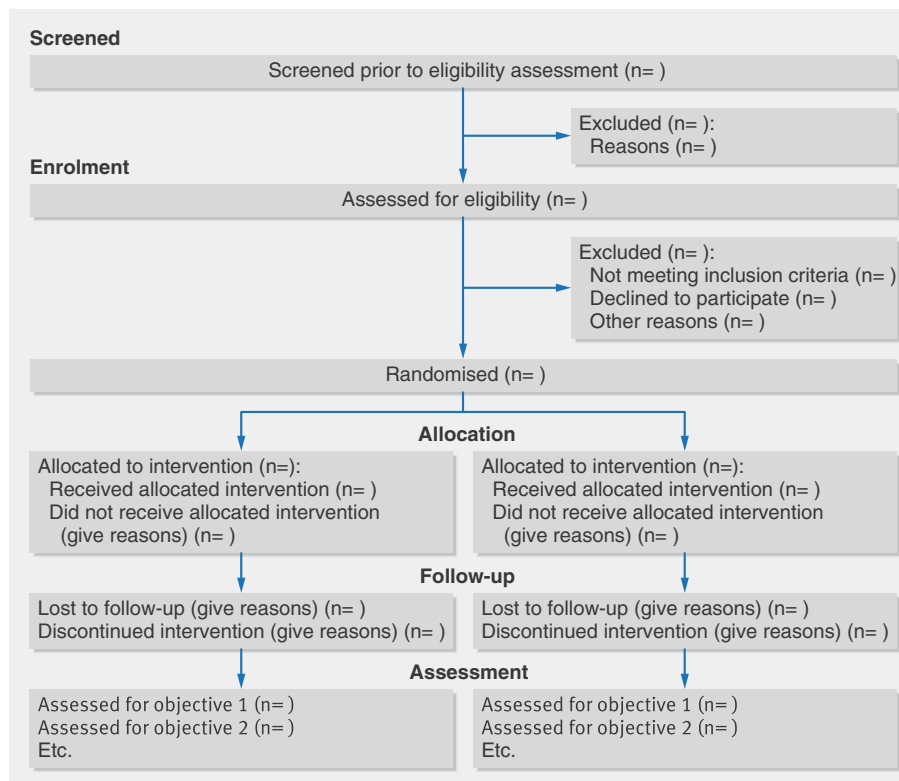 Screened
Screened prior to eligibility assessment (n= )
Excluded (n= ):
Reasons (n= )
Enrolment
Assessed for eligibility (n= )
Excluded (n= ):
Not meeting inclusion criteria (n= )
Declined to participate (n= )
Other reasons (n= )
Randomised (n= )
Allocation
Allocated to intervention (n=):
Received allocated intervention (n= )
Did not receive allocated intervention
(give reasons) (n= )
Allocated to intervention (n=):
Received allocated intervention (n= )
Did not receive allocated intervention
(give reasons) (n= )
Follow-up
Lost to follow-up (give reasons) (n= )
Discontinued intervention (give reasons) (n= )
Lost to follow-up (give reasons) (n= )
Discontinued intervention (give reasons) (n= )
Assessment
Assessed for objective 1 (n= )
Assessed for objective 2 (n= )
Etc.
Assessed for objective 1 (n= )
Assessed for objective 2 (n= )
Etc.